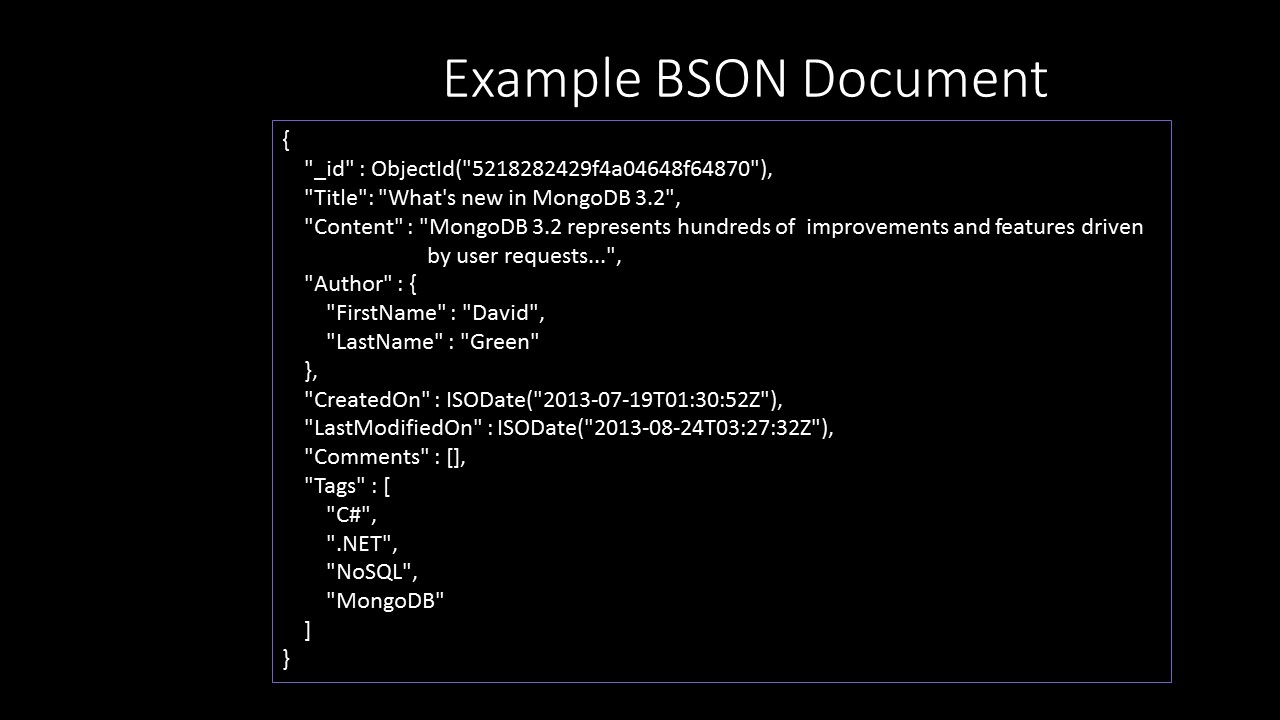 Example BSON Document
{
"_id" : ObjectId("5218282429f4a04648f64870"),
"Title": "What's new in MongoDB 3.2",
"Content" : "MongoDB 3.2 represents hundreds of  improvements and features driven
by user requests...",
"Author" : {
"FirstName" : "David",
"LastName" : "Green"
},
"CreatedOn" : ISODate("2013-07-19T01:30:52Z"),
"LastModifiedOn" : ISODate("2013-08-24T03:27:32Z"),
"Comments" : [],
"Tags" : [
"C#",
".NET",
"NoSQL",
"MongoDB"
]
}